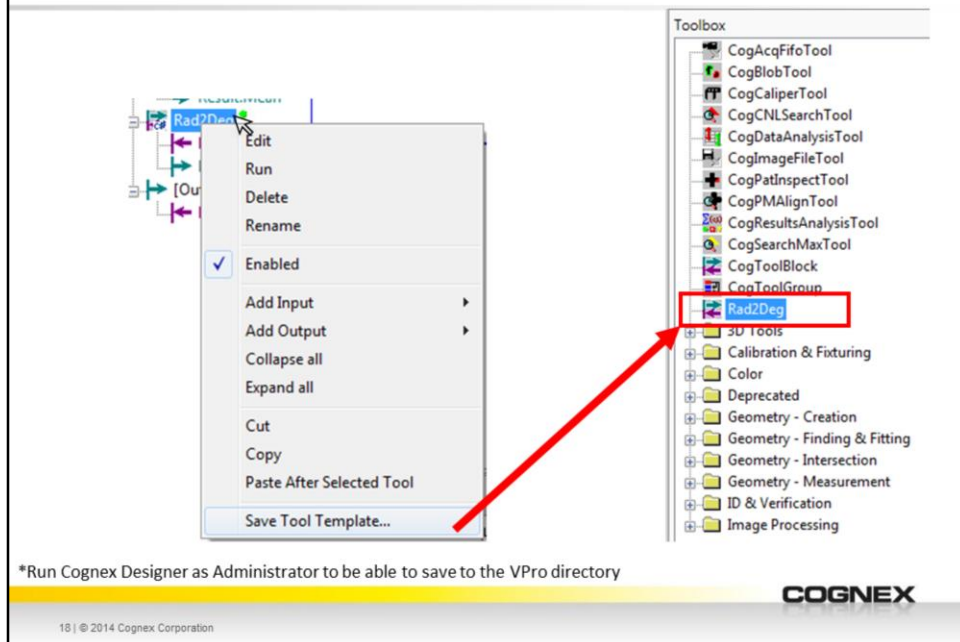 Result.Mean
Rad2Deg
[Ou
Edit
Run
Delete
Rename
Enabled
Add Input
Add Output
Collapse all
Expand all
Cut
Copy
Paste After Selected Tool
Save Tool Template...
Toolbox
CogAcqFifoTool
CogBlobTool
CogCaliperTool
CogCNLSearchTool
CogDataAnalysisTool
CogImageFileTool
CogPatInspectTool
CogPMAlignTool
CogResultsAnalysisTool
CogSearchMaxTool
CogToolBlock
CogToolGroup
Rad2Deg
3D Tools
Calibration & Fixturing
Color
Deprecated
Geometry - Creation
Geometry - Finding & Fitting
Geometry - Intersection
Geometry - Measurement
ID & Verification
Image Processing
*Run Cognex Designer as Administrator to be able to save to the VPro directory
COGNEX
18 | © 2014 Cognex Corporation